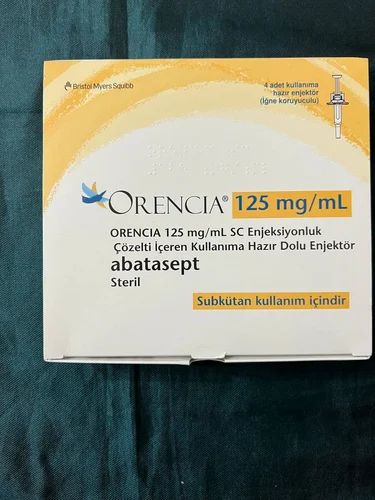 Bristol Myers Squibb
4 adet kullanıma
hazır enjektör
(İğne koruyuculu)
ORENCIA® 125 mg/mL
ORENCIA 125 mg/mL SC Enjeksiyonluk
Çözelti İçeren Kullanıma Hazır Dolu Enjektör
abatasept
Steril
Subkütan kullanım içindir